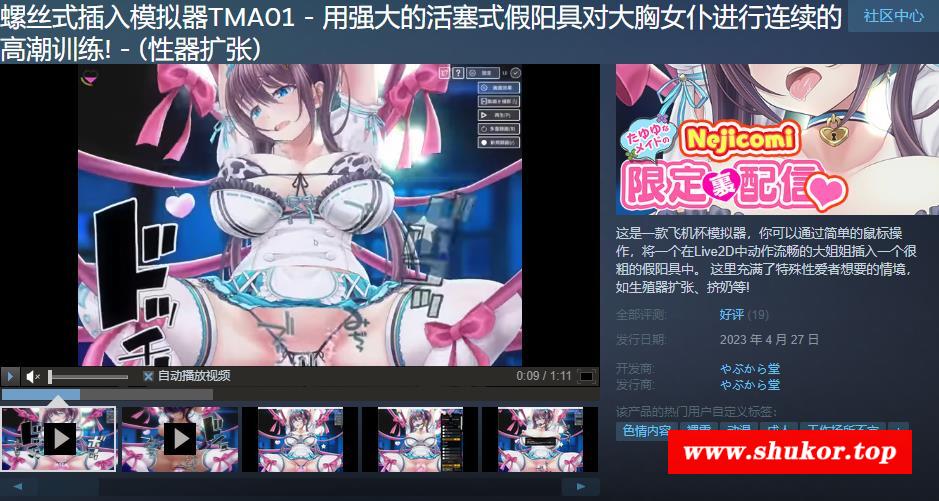 螺丝式插入模拟器TMA01 - 用强大的活塞式假阳具对大胸女仆进行连续的
高潮训练! - (性器扩张)
社区中心
たゆゆな
メイドの
Nejicomi
限定裏配信
这是一款飞机杯模拟器，你可以通过简单的鼠标操
作，将一个在Live2D中动作流畅的大姐姐插入一个很
粗的假阳具中。 这里充满了特殊性爱者想要的情境，
如生殖器扩张、挤奶等!
全部评测:
好评 (19)
发行日期:
2023 年 4 月 27 日
开发商:
やぶから堂
发行商:
やぶから堂
该产品的热门用户自定义标签:
色情内容 裸露 动漫 成人 工作场所不宜 +
自动播放视频
0:09 / 1:11
www.shukor.top